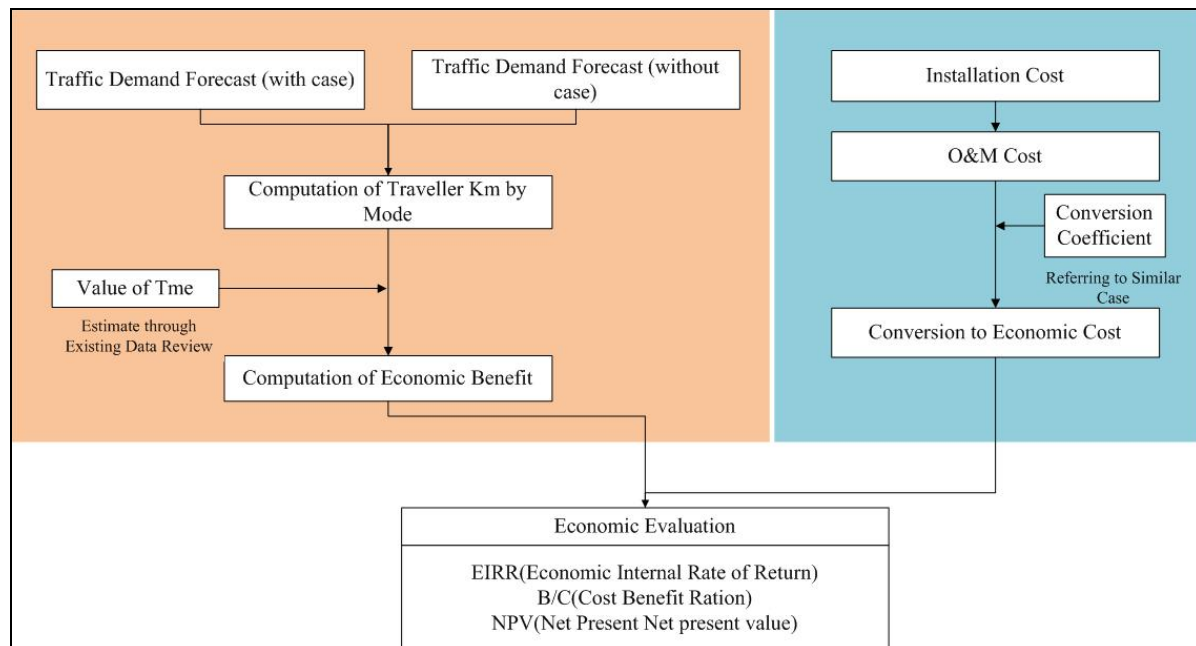 Traffic Demand Forecast (with case)
Traffic Demand Forecast (without
case)
Computation of Traveller Km by
Mode
Value of Tme
Estimate through
Existing Data Review
Computation of Economic Benefit
Installation Cost
O&M Cost
Conversion
Coefficient
Referring to Similar
Case
Conversion to Economic Cost
Economic Evaluation
EIRR(Economic Internal Rate of Return)
B/C(Cost Benefit Ration)
NPV(Net Present Net present value)